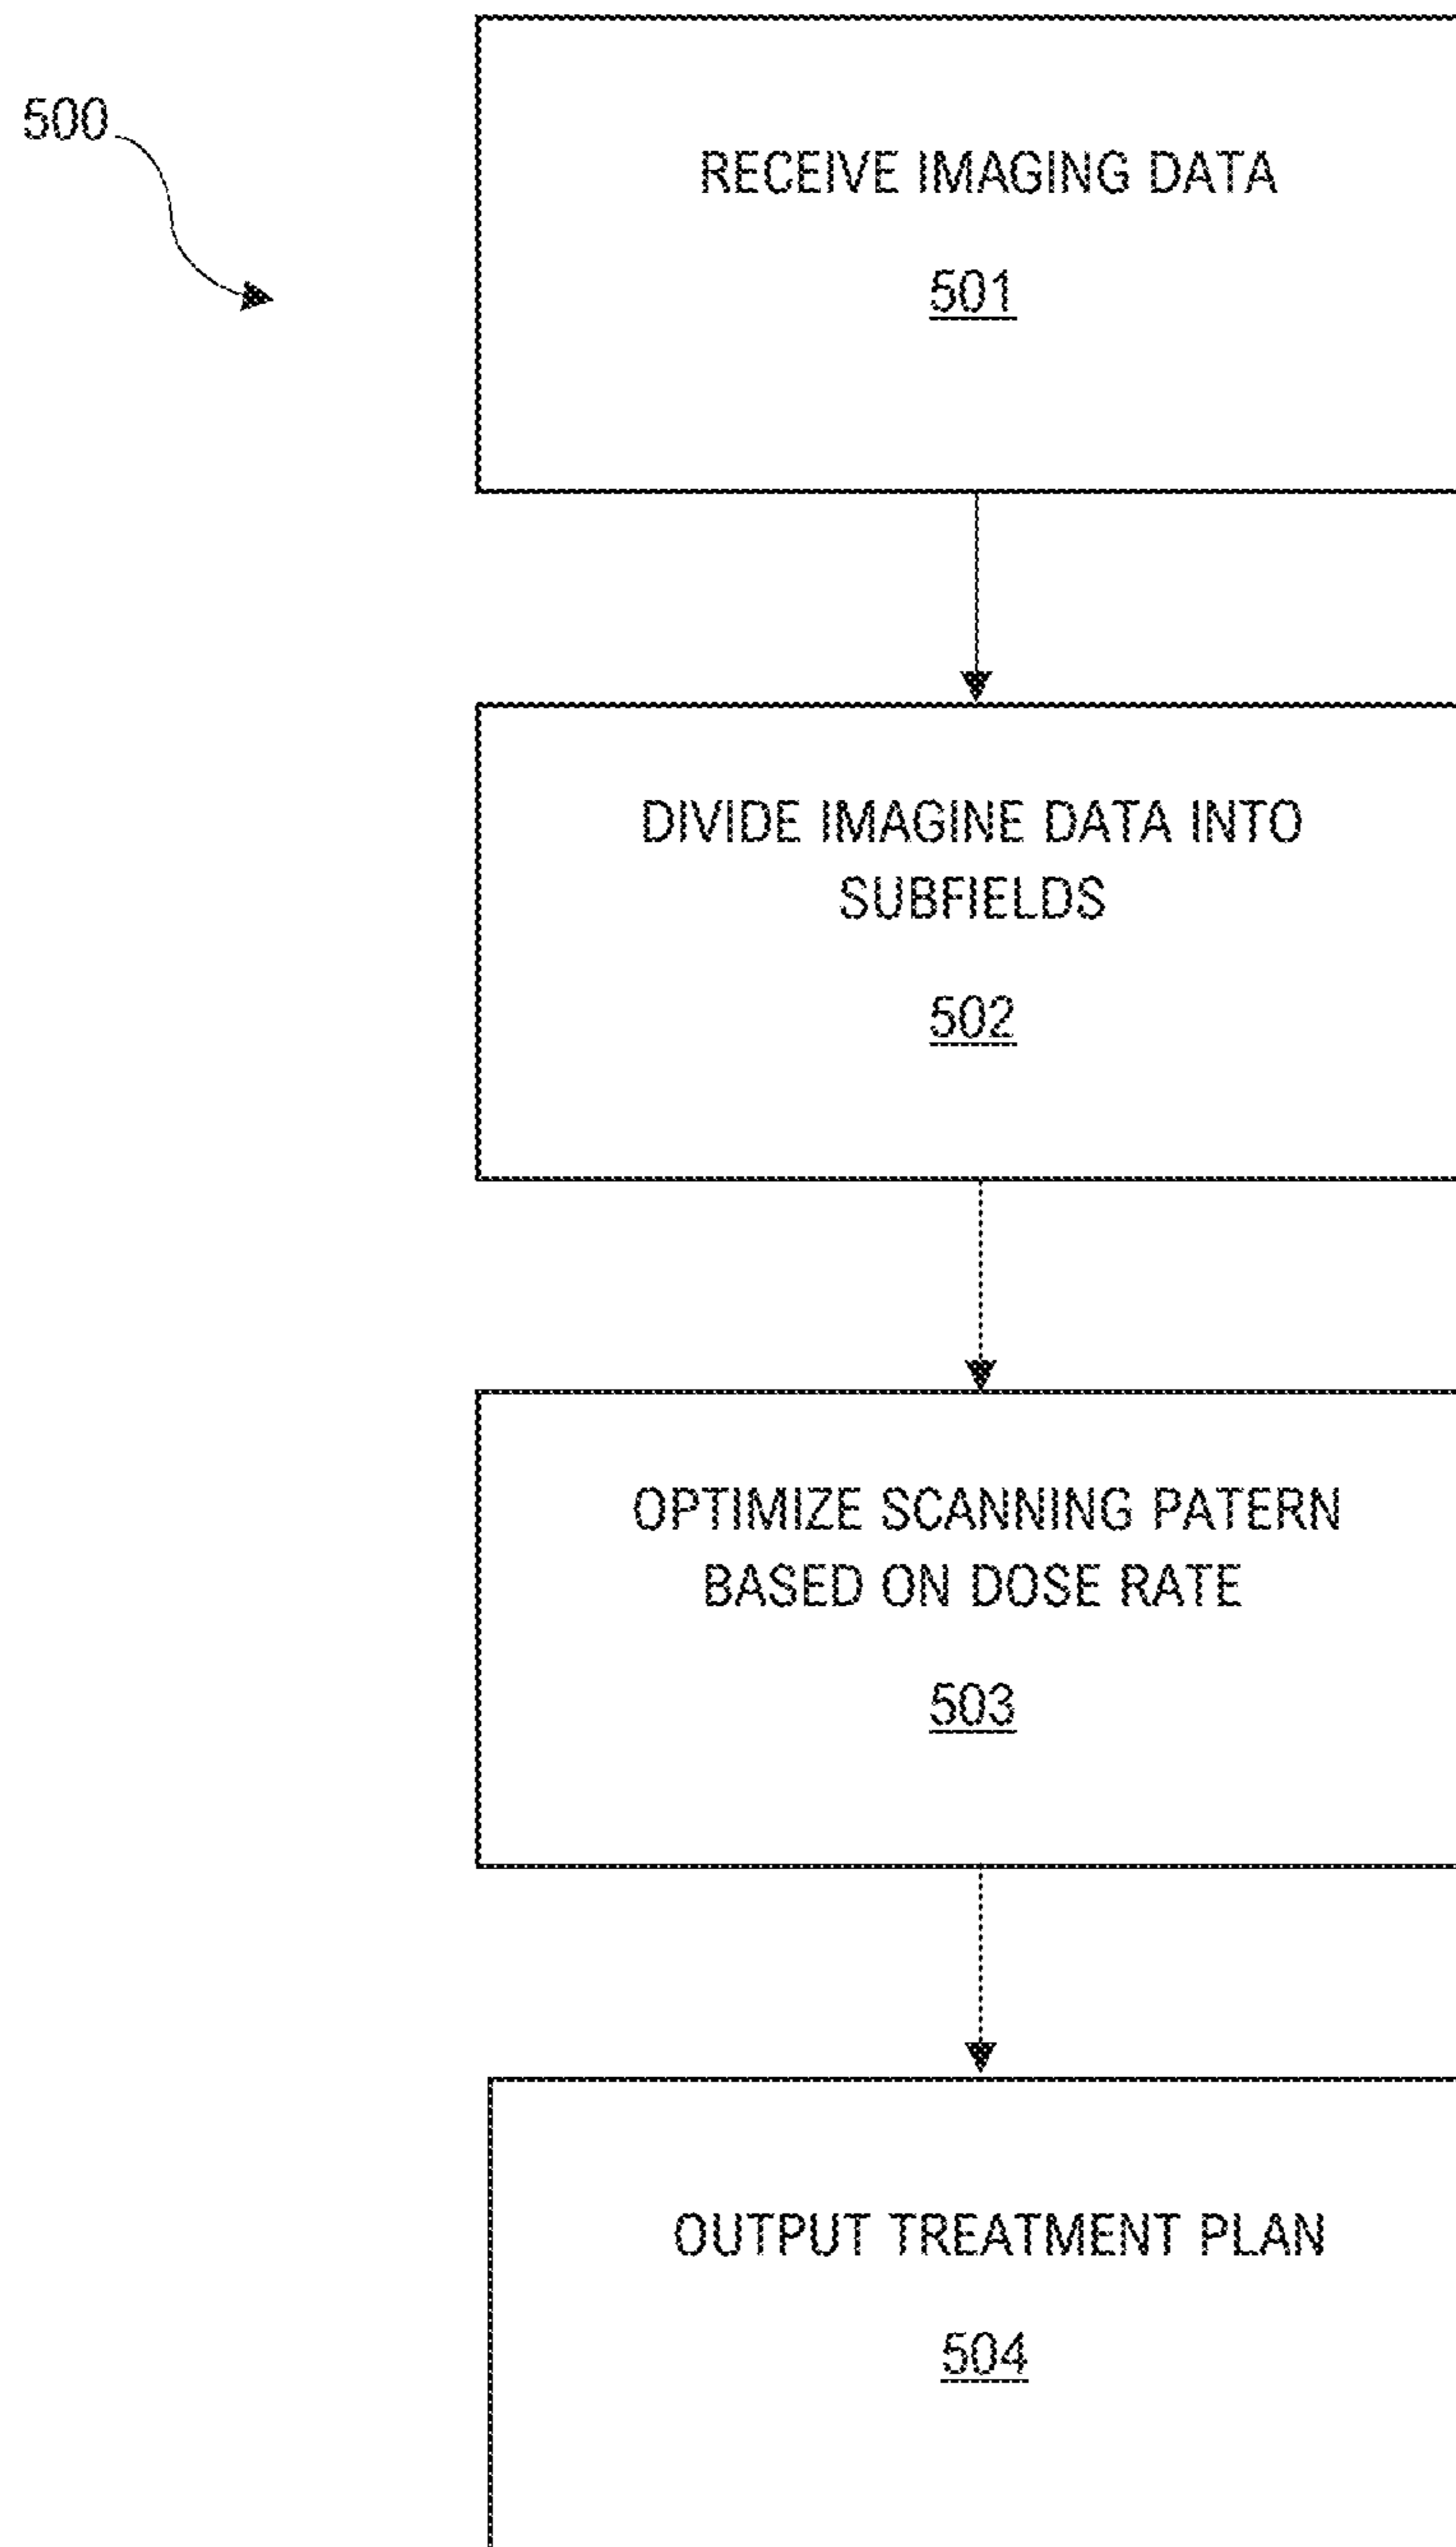 500
RECEIVE IMAGING DATA
501
DIVIDE IMAGINE DATA INTO
SUBFIELDS
502
OPTIMIZE SCANNING PATERN
BASED ON DOSE RATE
503
OUTPUT TREATMENT PLAN
504